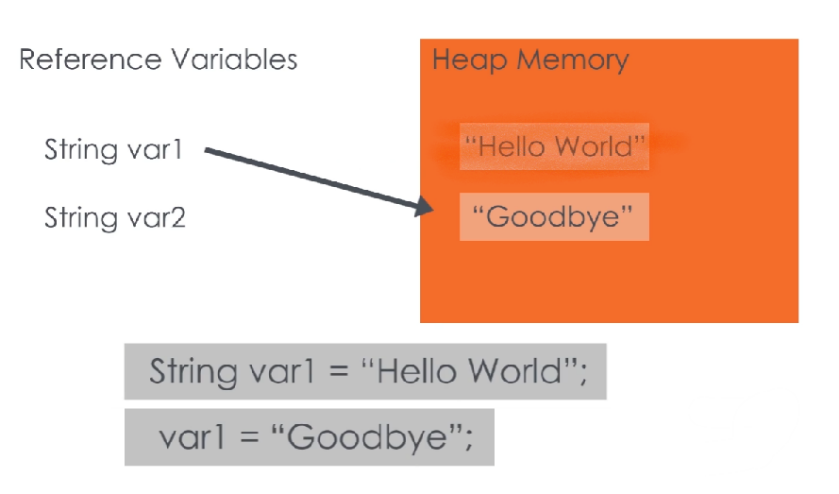 Reference Variables
Heap Memory
String var1
"Hello World"
String var2
"Goodbye"
String var1 = “Hello World”;
var1 = “Goodbye”;